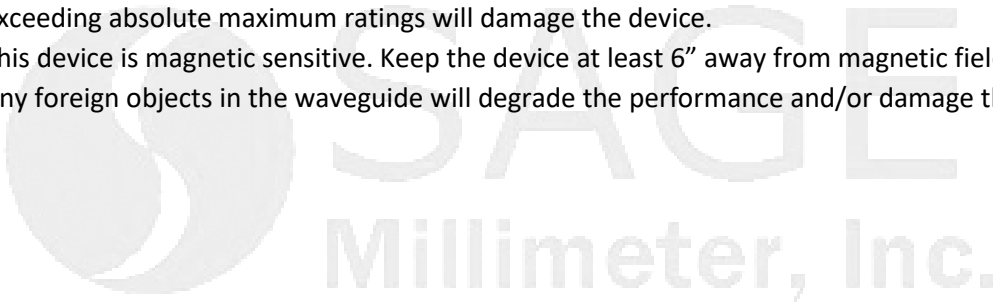 xceeding absolute maximum ratings will damage the device.
his device is magnetic sensitive. Keep the device at least 6” away from magnetic fiel
ny foreign objects in the waveguide will degrade the performance and/or damage th
SAGE
Millimeter, Inc.